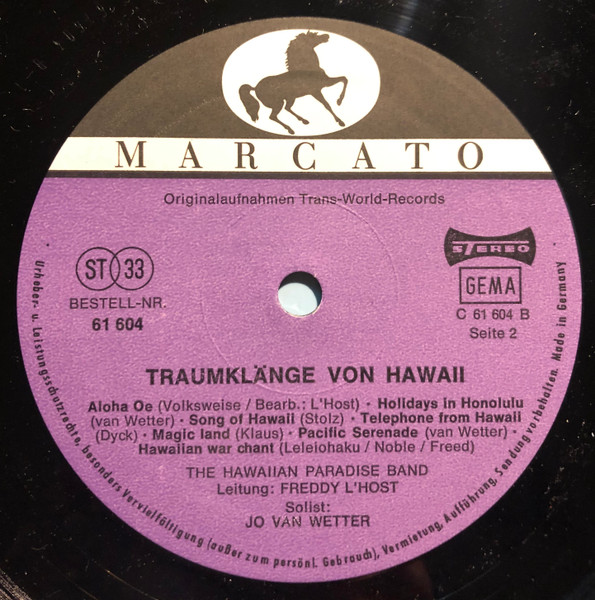 MARCATO
Originalaufnahmen Trans-World-Records
ST 33
BESTELL-NR.
61 604
STEREO
GEMA
C 61 604 B
Seite 2
TRAUMKLÄNGE VON HAWAII
Aloha Oe (Volksweise / Bearb.: L'Host) · Holidays in Honolulu
(van Wetter) · Song of Hawaii (Stolz) · Telephone from Hawaii
(Dyck) · Magic land (Klaus) · Pacific Serenade (van Wetter) ·
Hawaiian war chant (Leleiohaku / Noble / Freed)
THE HAWAIIAN PARADISE BAND
Leitung: FREDDY L'HOST
Solist:
JO VAN WETTER
Urheber- u. Leistungsschutzrechte, besonders Vervielfältigung (außer zum persönl. Gebrauch), Vermietung, Aufführung, Sendung vorbehalten. Made in Germany